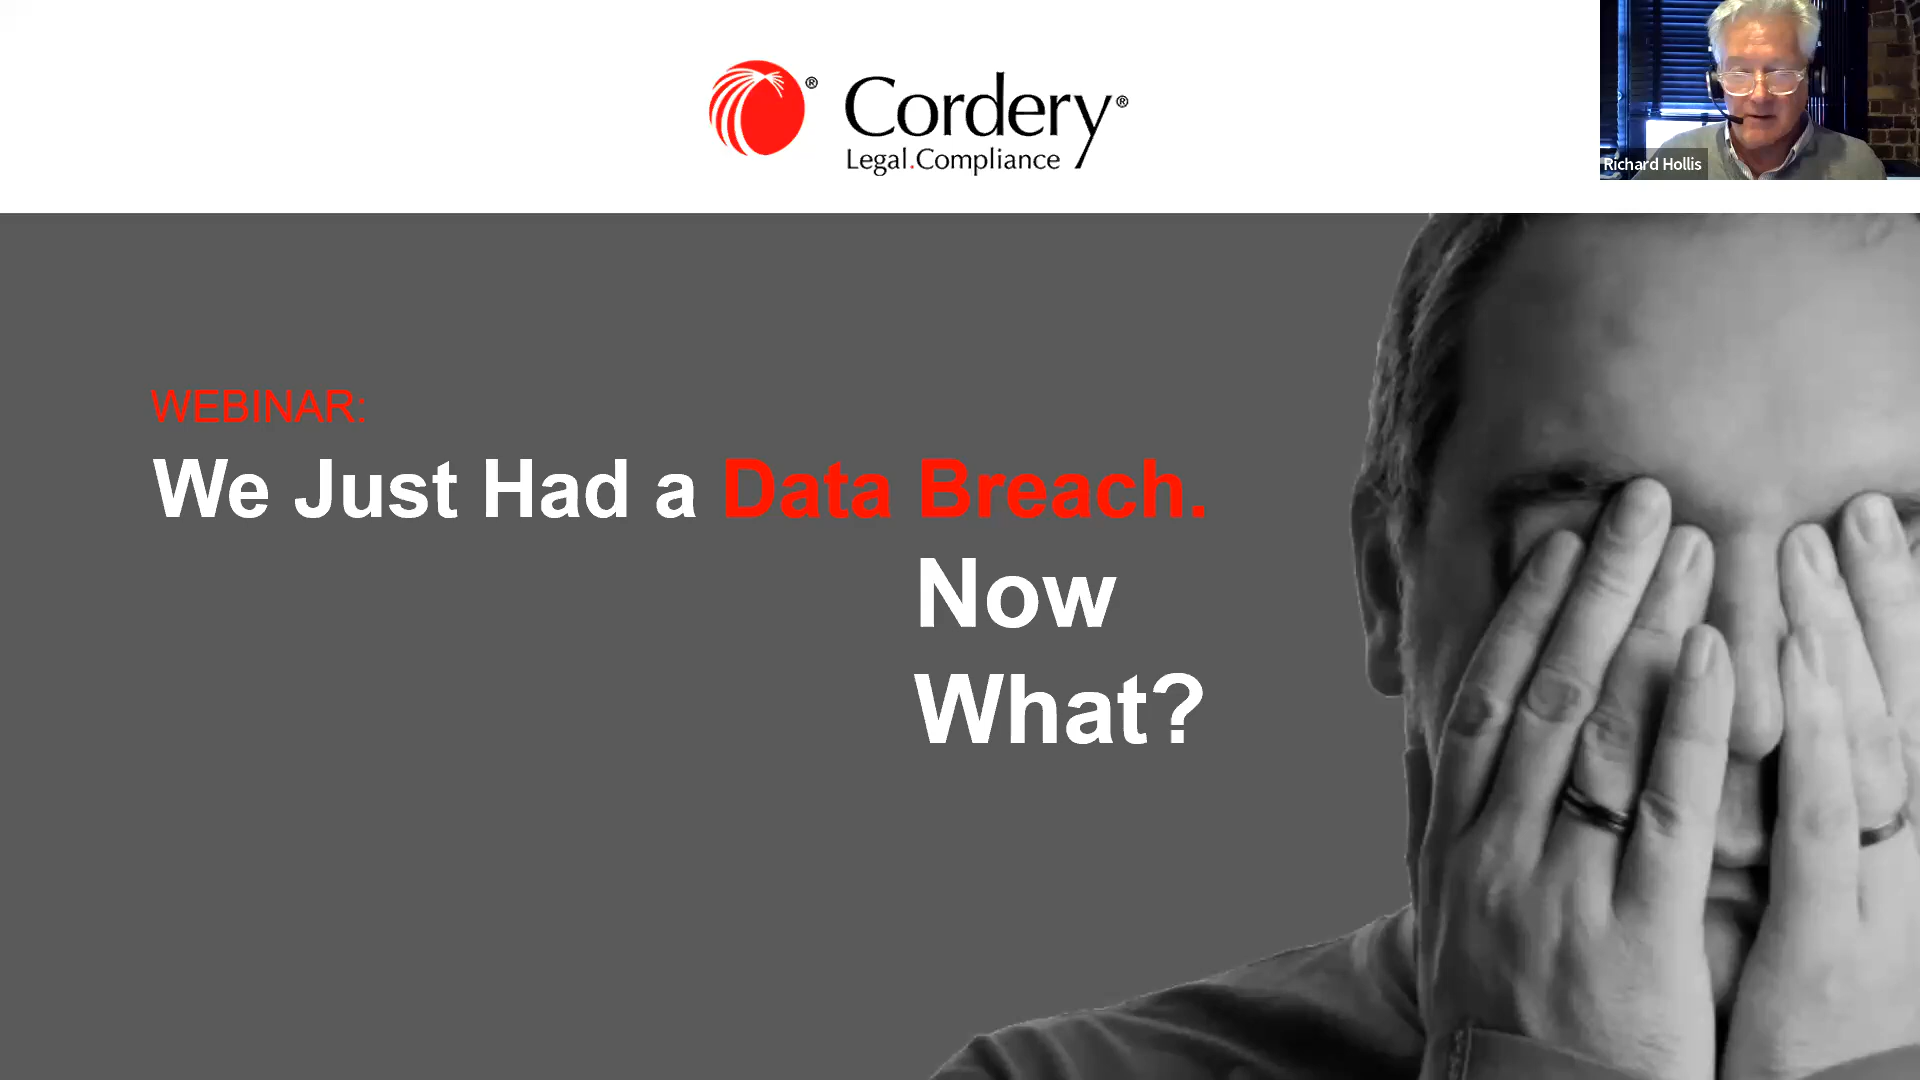 Cordery®
Legal.Compliance
Richard Hollis
WEBINAR:
We Just Had a Data Breach.
Now
What?